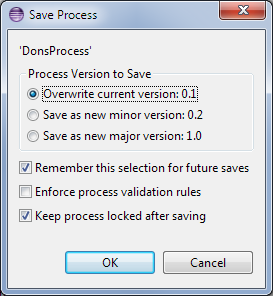 Save Process
'DonsProcess'
Process Version to Save
Overwrite current version: 0.1
Save as new minor version: 0.2
Save as new major version: 1.0
Remember this selection for future saves
Enforce process validation rules
Keep process locked after saving
OK Cancel